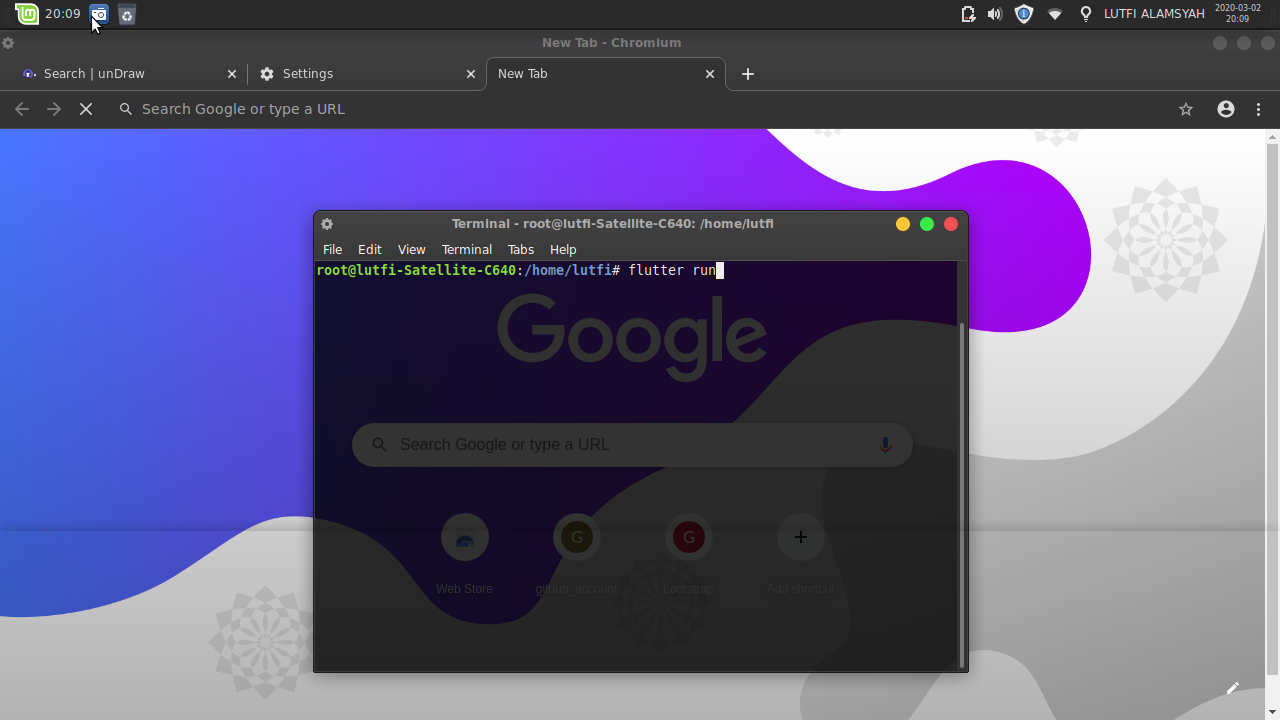 20:09
LUTFI ALAMSYAH
2020-03-02
20:09
New Tab - Chromium
Search | unDraw
Settings
New Tab
Search Google or type a URL
Terminal - root@lutfi-Satellite-C640: /home/lutfi
File Edit View Terminal Tabs Help
root@lutfi-Satellite-C640:/home/lutfi# flutter run
Google
Search Google or type a URL
G
G
Web Store
github_account
bootstrap
Add shortcut